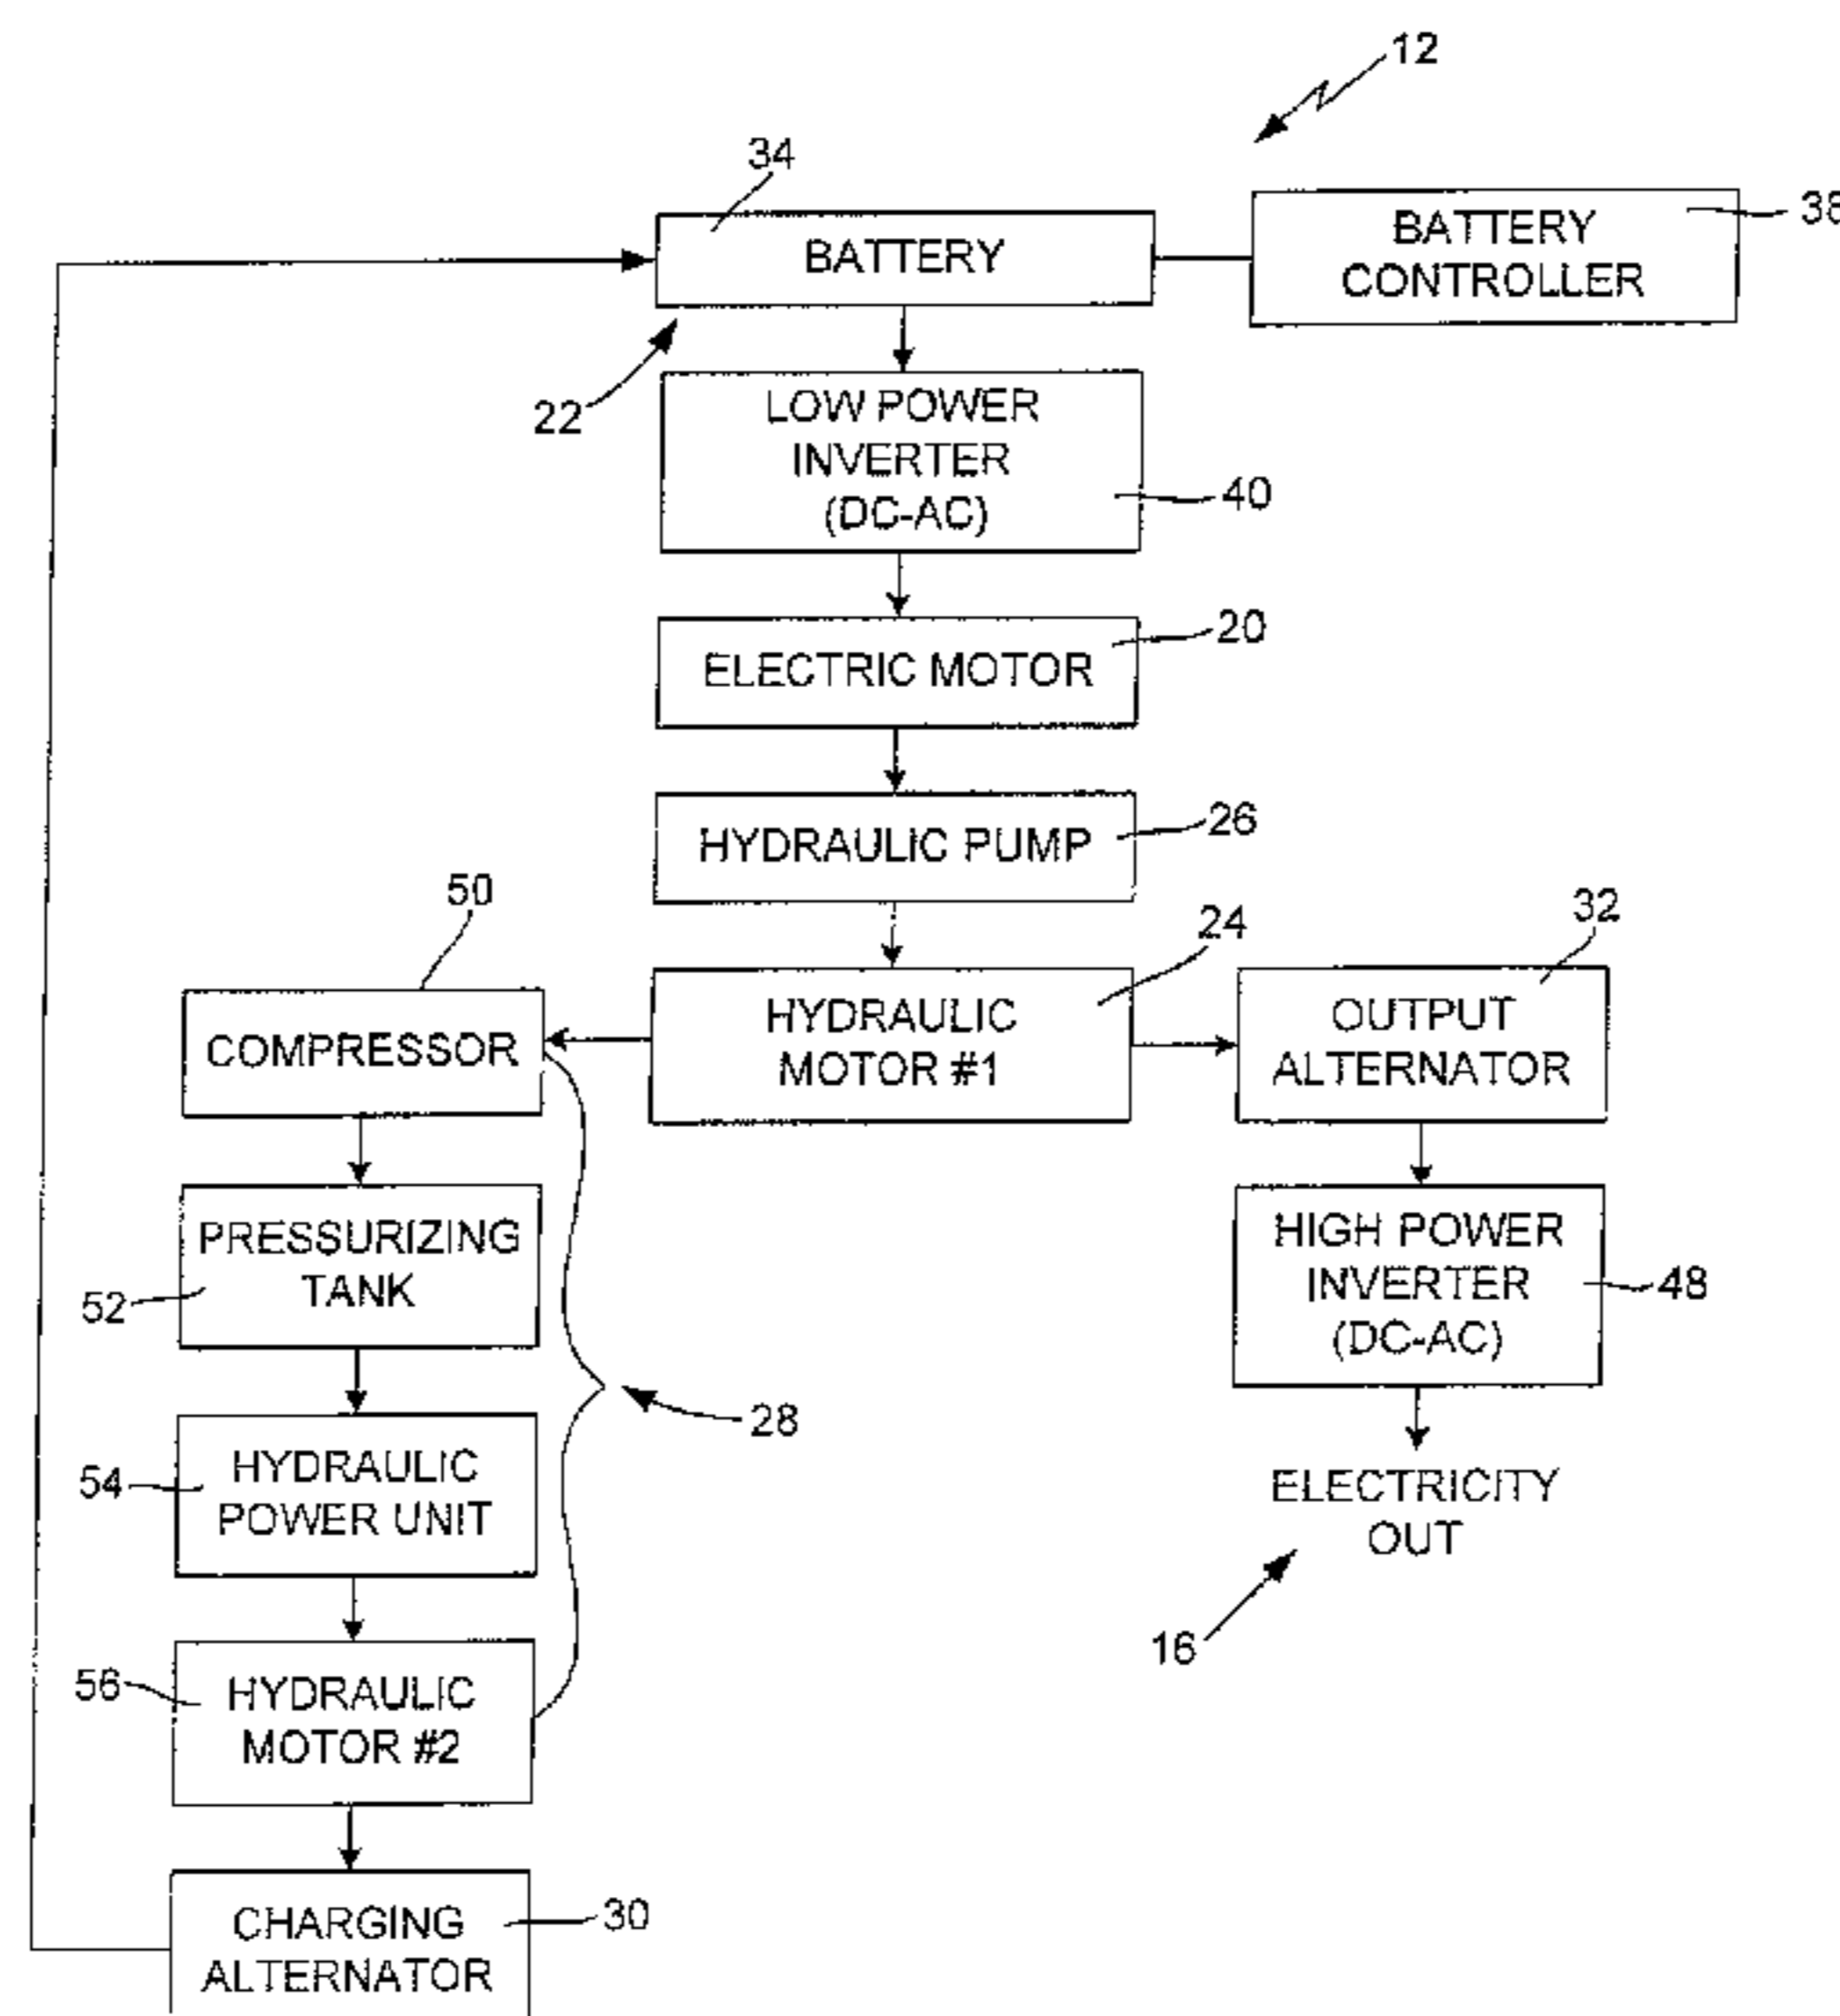 12
34
BATTERY
BATTERY
CONTROLLER
38
22
LOW POWER
INVERTER
(DC-AC)
40
ELECTRIC MOTOR
20
HYDRAULIC PUMP
26
50
24
32
COMPRESSOR
HYDRAULIC
MOTOR #1
OUTPUT
ALTERNATOR
PRESSURIZING
TANK
52
HIGH POWER
INVERTER
(DC-AC)
48
28
HYDRAULIC
POWER UNIT
54
ELECTRICITY
OUT
16
HYDRAULIC
MOTOR #2
56
CHARGING
ALTERNATOR
30